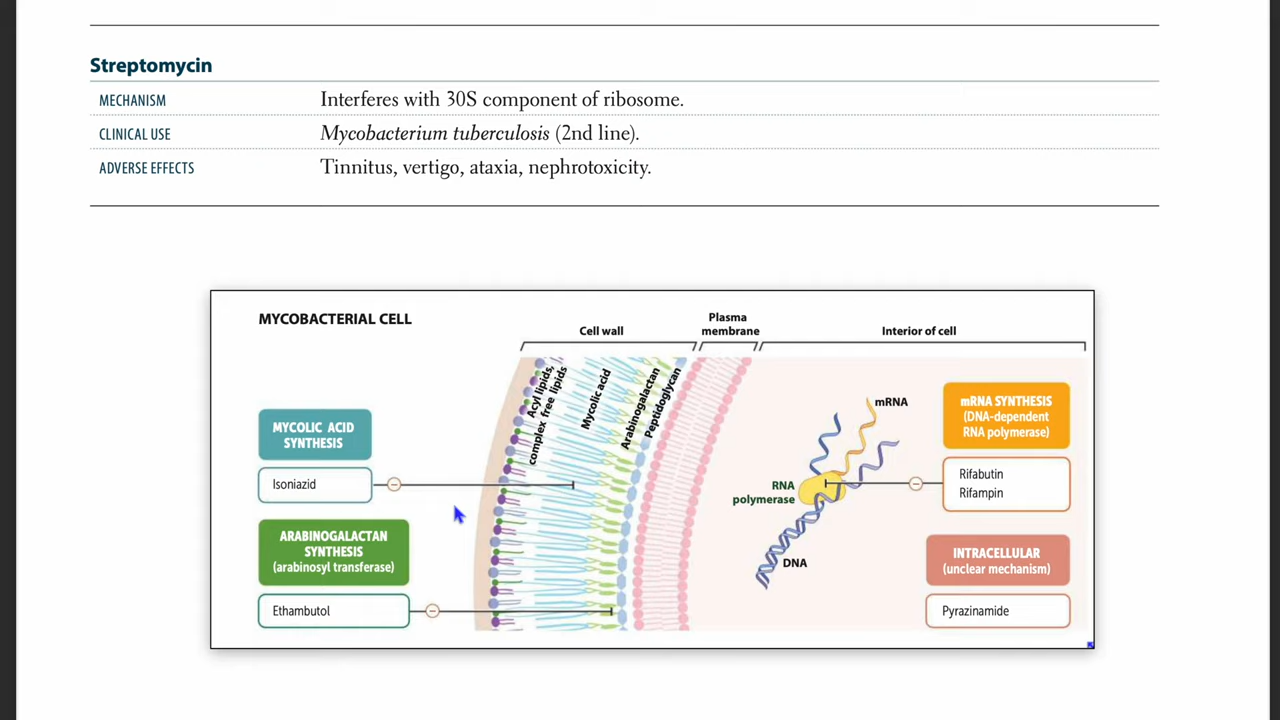 Streptomycin
MECHANISM Interferes with 30S component of ribosome.
CLINICAL USE Mycobacterium tuberculosis (2nd line).
ADVERSE EFFECTS Tinnitus, vertigo, ataxia, nephrotoxicity.
MYCOBACTERIAL CELL
Cell wall
Plasma
membrane
Interior of cell
Acyl lipids,
complex free lipids
Mycolic acid
Arabinogalactan
Peptidoglycan
MYCOLIC ACID
SYNTHESIS
Isoniazid
ARABINOGALACTAN
SYNTHESIS
(arabinosyl transferase)
Ethambutol
mRNA
RNA
polymerase
DNA
mRNA SYNTHESIS
(DNA-dependent
RNA polymerase)
Rifabutin
Rifampin
INTRACELLULAR
(unclear mechanism)
Pyrazinamide